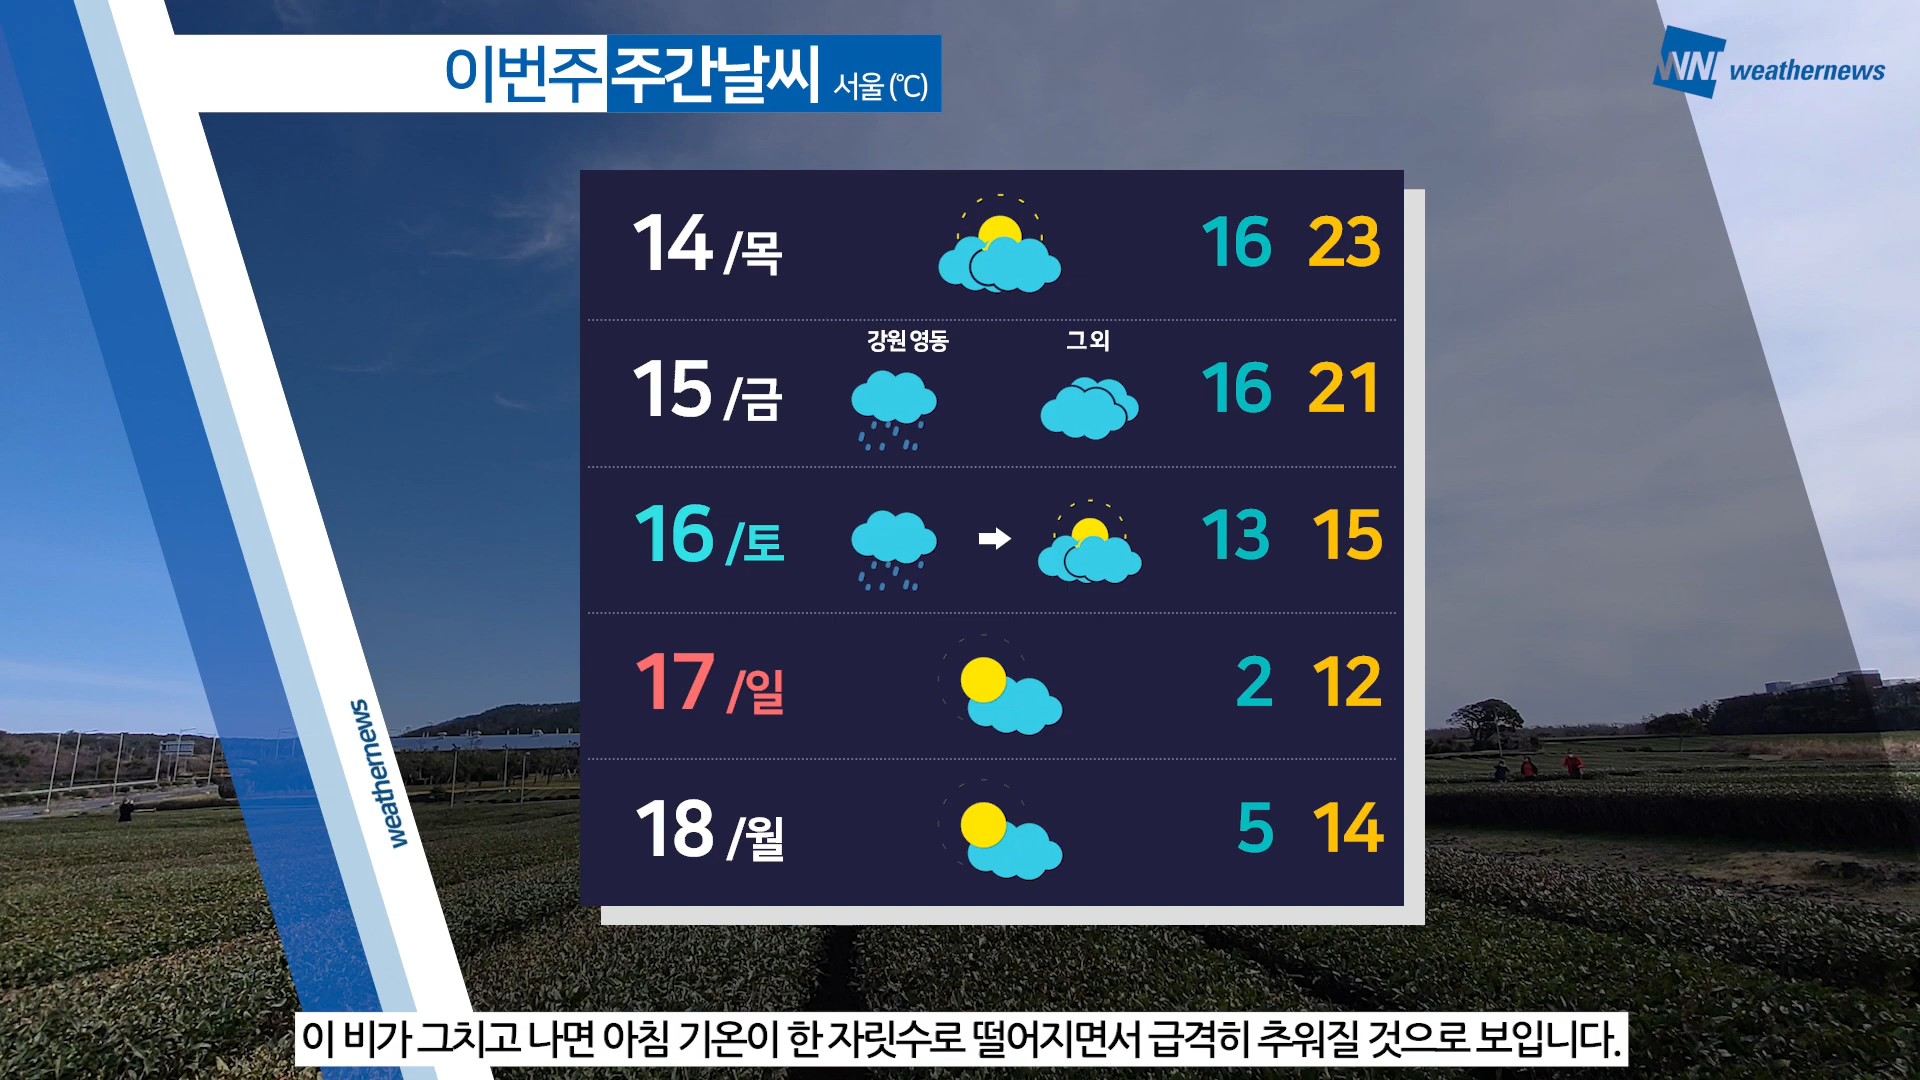 이번주 주간날씨 서울 (℃)
WNI weathernews
14 /목 16 23
강원 영동 그 외
15 /금 16 21
16 /토 13 15
17 /일 2 12
18 /월 5 14
weathernews
이 비가 그치고 나면 아침 기온이 한 자릿수로 떨어지면서 급격히 추워질 것으로 보입니다.